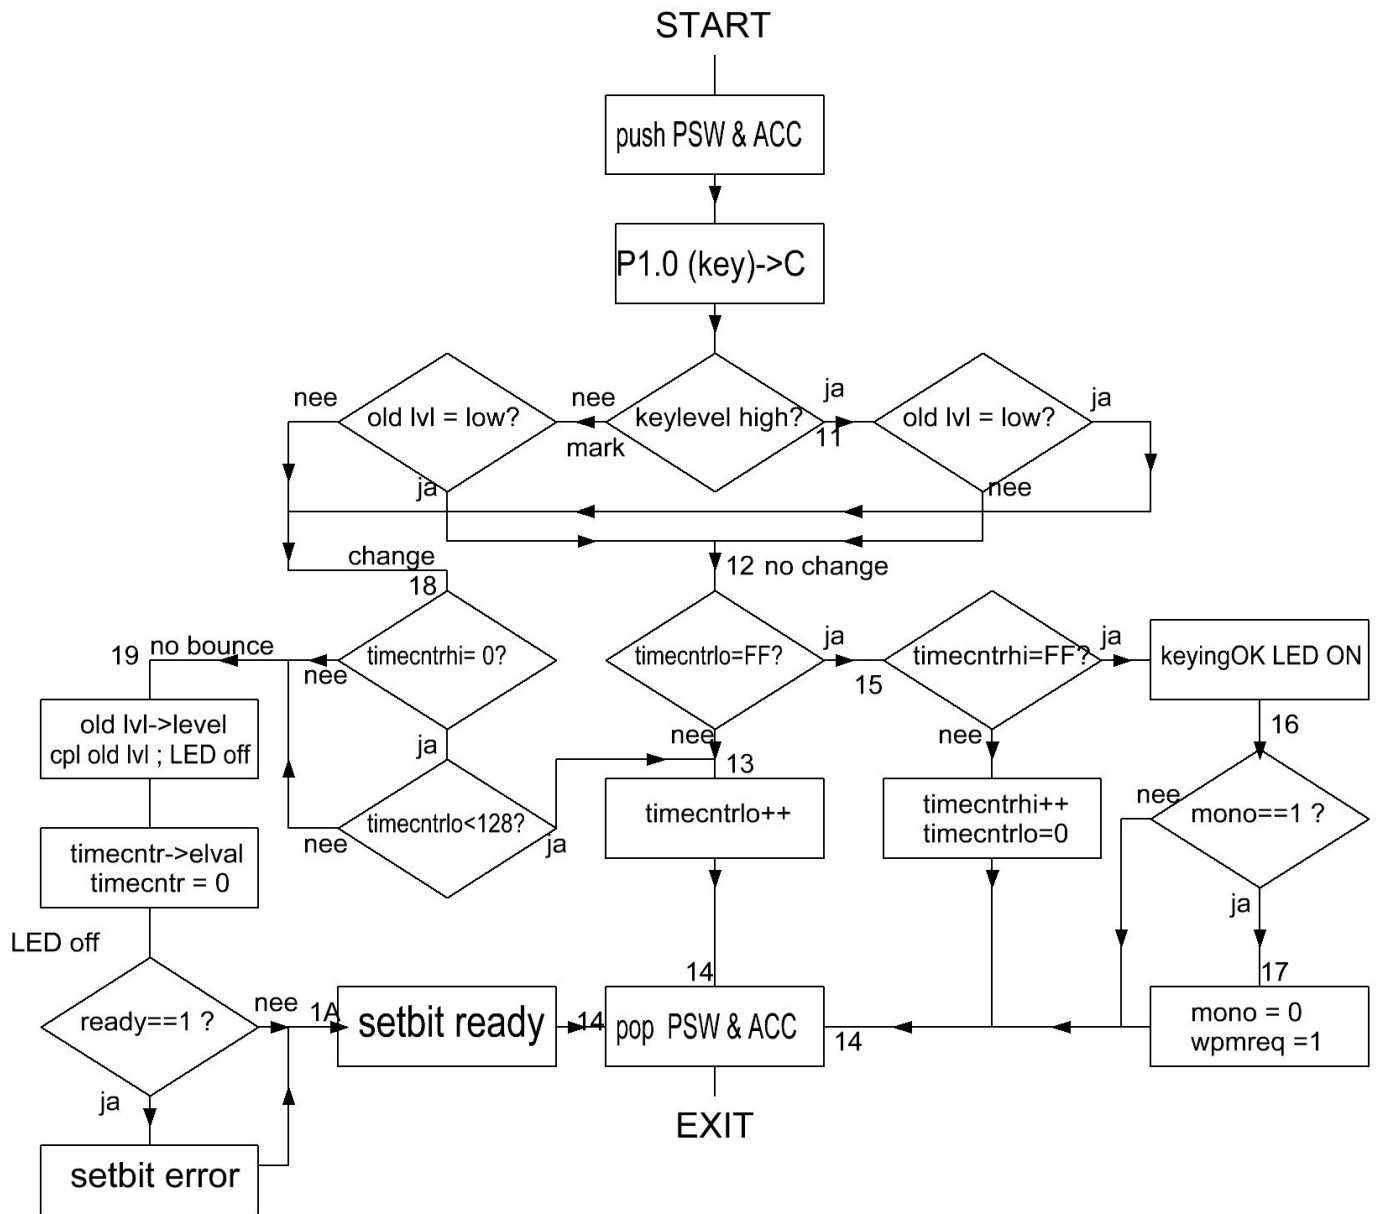 START
push PSW & ACC
P1.0 (key)->C
nee
old lvl = low?
nee
mark
keylevel high?
ja
11
old lvl = low?
ja
ja
nee
change
18
12 no change
19
no bounce
nee
timecntrhi= 0?
timecntrlo=FF?
ja
15
timecntrhi=FF?
ja
keyingOK LED ON
old lvl->level
cpl old lvl ; LED off
ja
nee
13
nee
16
timecntrlo<128?
nee
ja
timecntrlo++
timecntrhi++
timecntrlo=0
nee
mono==1 ?
timecntr->elval
timecntr = 0
ja
LED off
14
17
ready==1 ?
nee
1A
setbit ready
14
pop PSW & ACC
14
mono = 0
wpmreq =1
ja
EXIT
setbit error